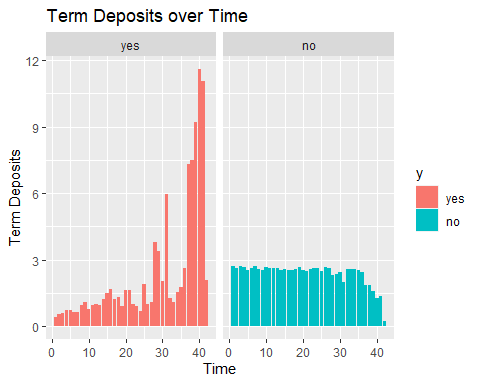 Term Deposits over Time
yes
no
12
9
6
3
0
Term Deposits
0
10
20
30
40
0
10
20
30
40
Time
y
yes
no